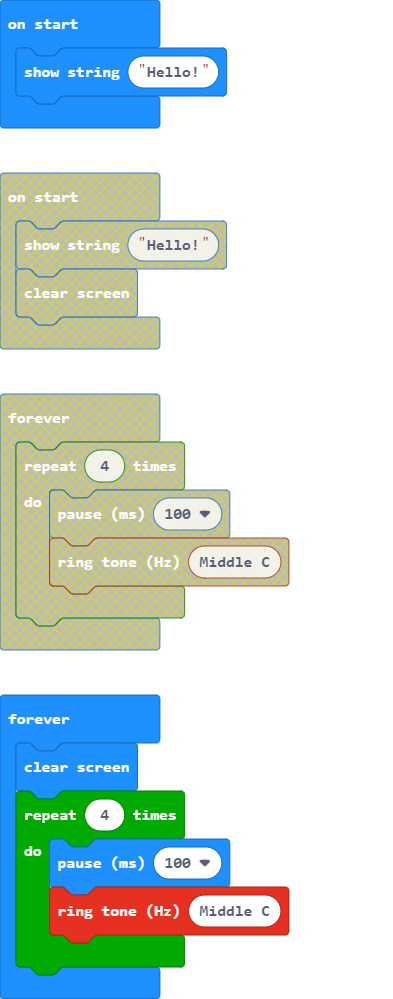 on start
show string "Hello!"
on start
show string "Hello!"
clear screen
forever
repeat 4 times
do
pause (ms) 100
ring tone (Hz) Middle C
forever
clear screen
repeat 4 times
do
pause (ms) 100
ring tone (Hz) Middle C